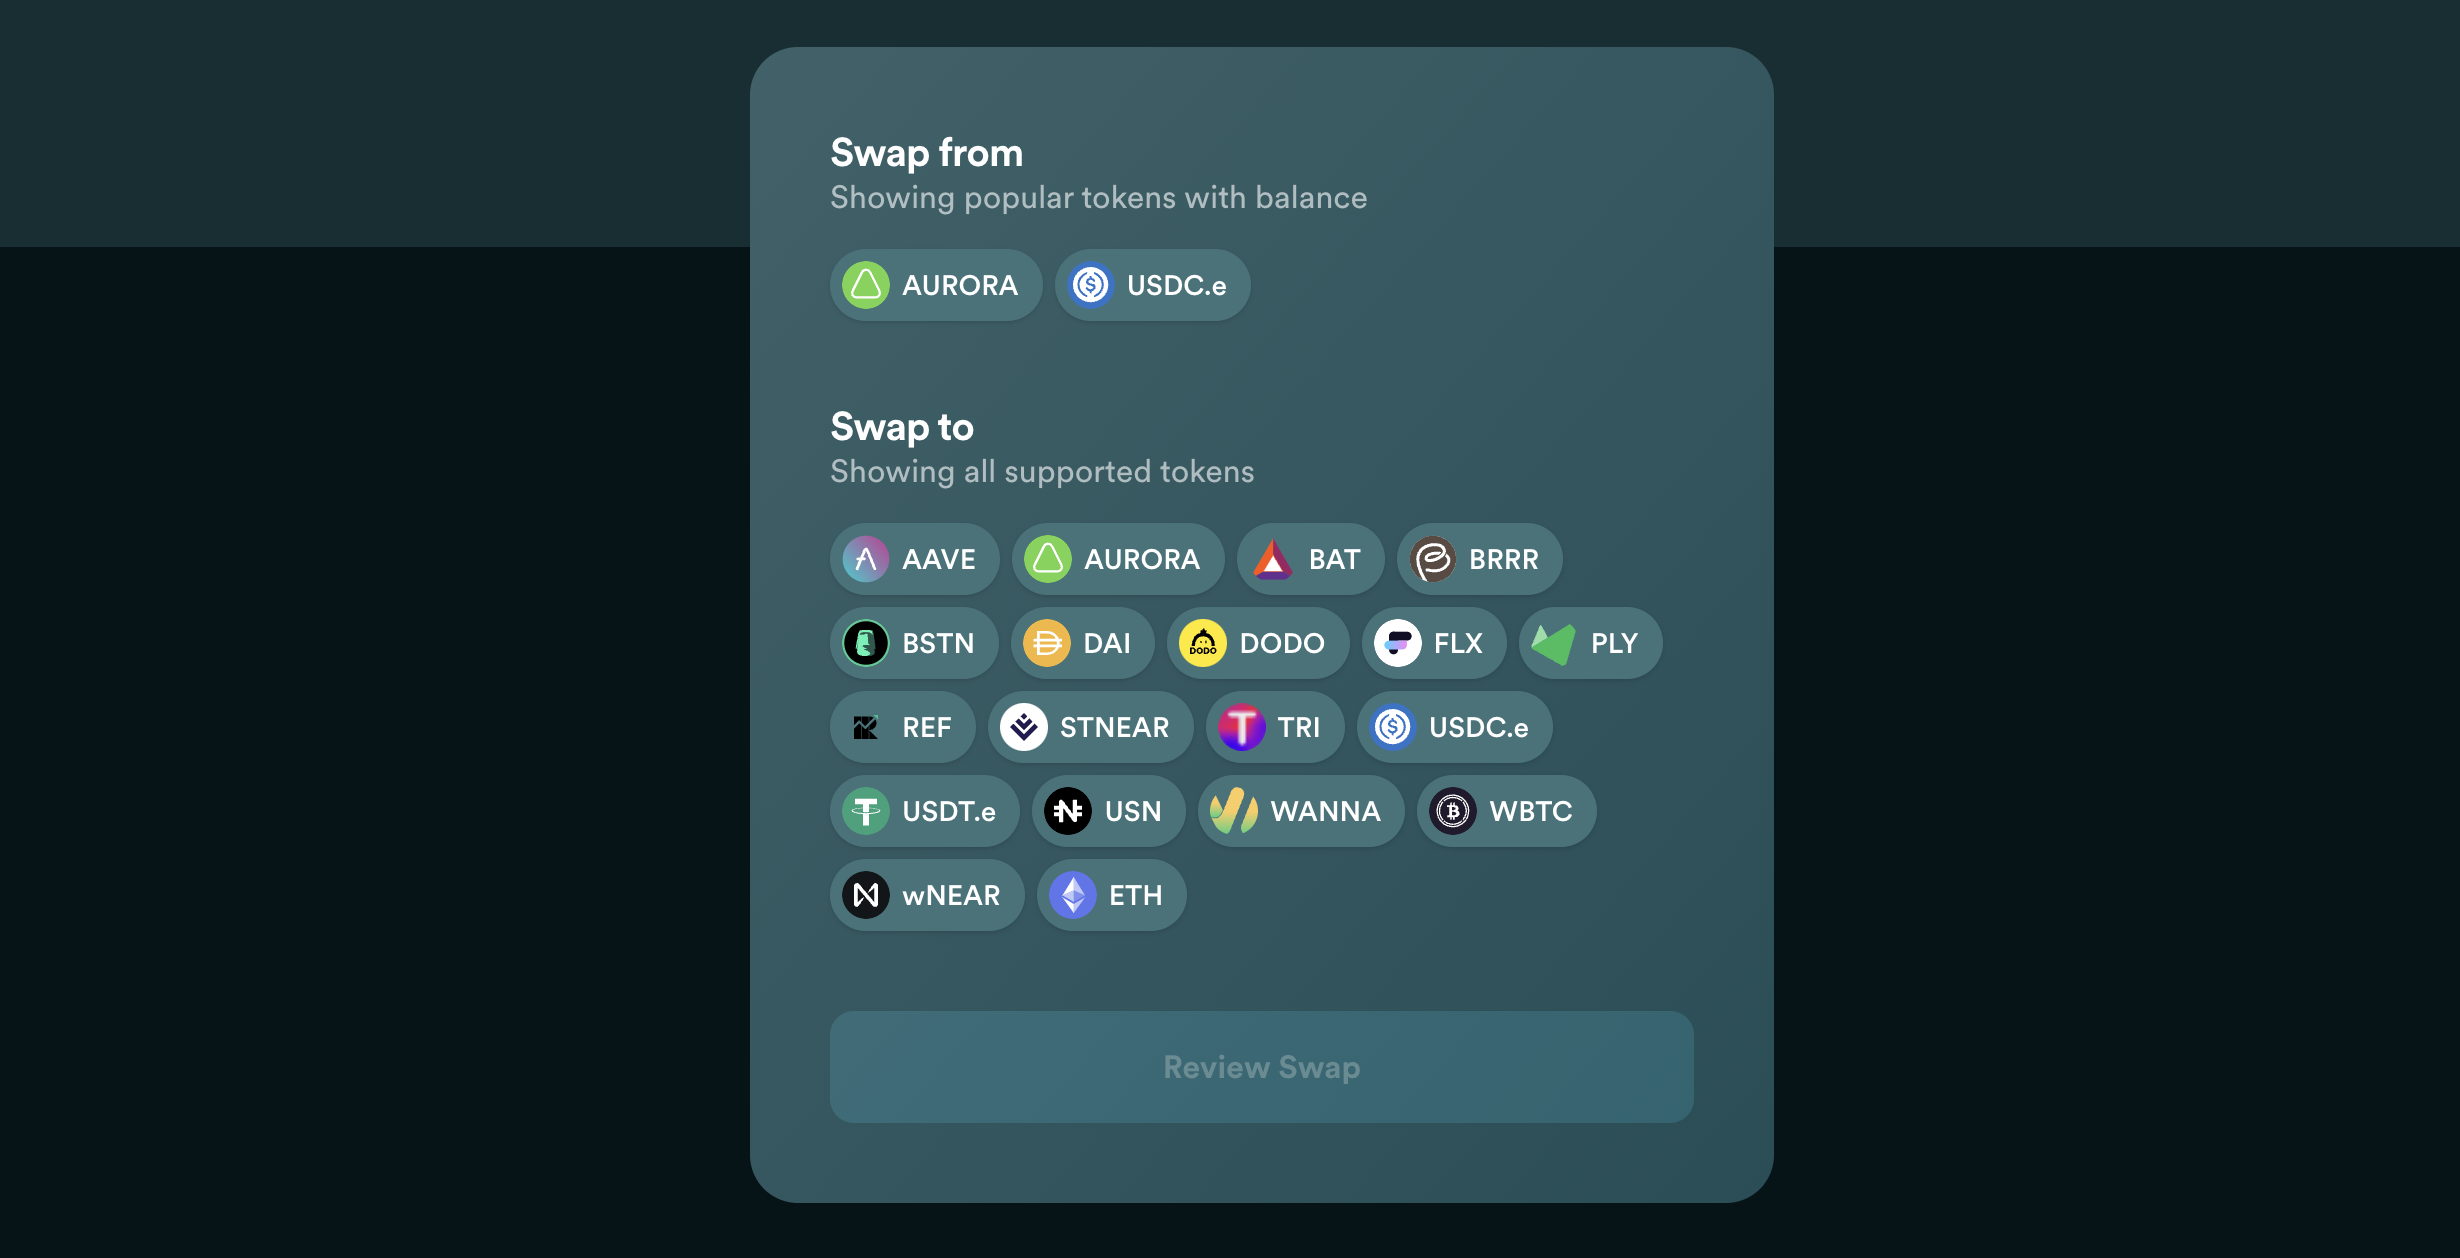 Swap from
Showing popular tokens with balance
AURORA USDC.e
Swap to
Showing all supported tokens
AAVE AURORA BAT BRRR
BSTN DAI DODO DODO FLX PLY
REF STNEAR TRI USDC.e
USDT.e USN WANNA WBTC
wNEAR ETH
Review Swap